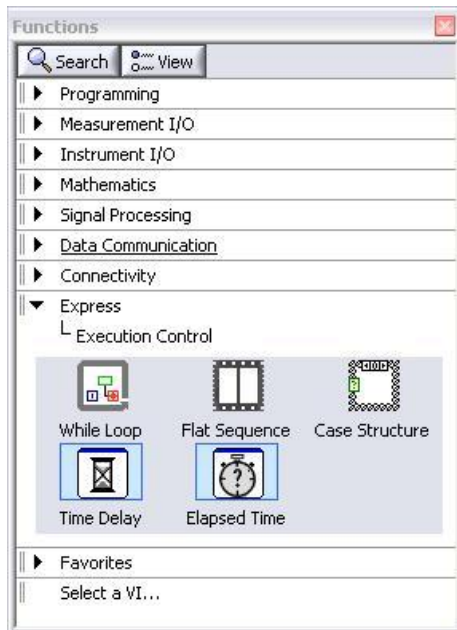 Functions
Search View
Programming
Measurement I/O
Instrument I/O
Mathematics
Signal Processing
Data Communication
Connectivity
Express
Execution Control
While Loop Flat Sequence Case Structure
Time Delay Elapsed Time
Favorites
Select a VI...